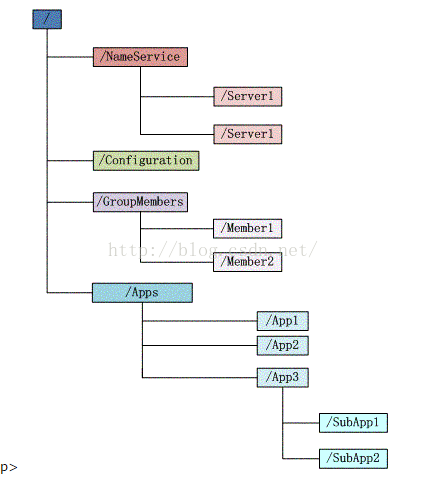 /
/NameService
/Server1
/Server1
/Configuration
/GroupMembers
/Member1
http://blog.csdn.net/
/Member2
/Apps
/App1
/App2
/App3
/SubApp1
/SubApp2
p>